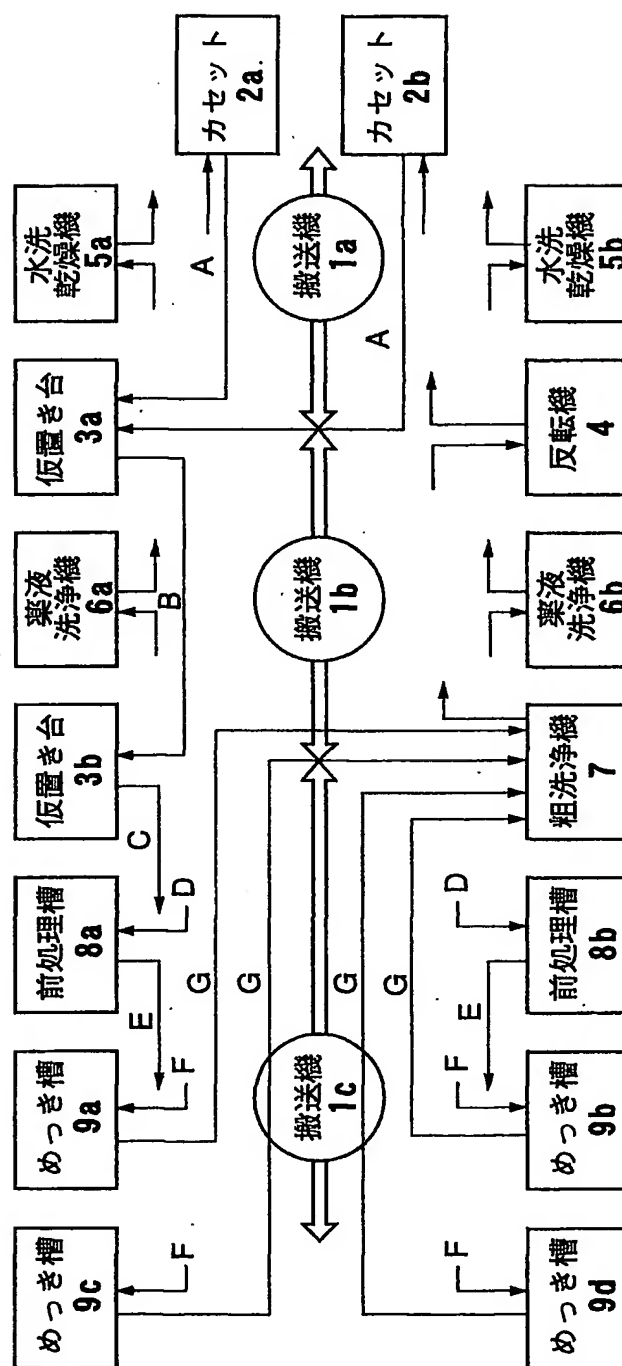 めっき槽
9c
めっき槽
9a
前処理槽
8a
仮置き台
3b
薬液
洗浄機
6a
仮置き台
3a
水洗
乾燥機
5a
カセット
2a
F
F
E
D
C
B
A
G
G
搬送機
1c
搬送機
1b
搬送機
1a
G
G
A
カセット
2b
F
F
E
D
めっき槽
9d
めっき槽
9b
前処理槽
8b
粗洗浄機
7
薬液
洗浄機
6b
反転機
4
水洗
乾燥機
5b